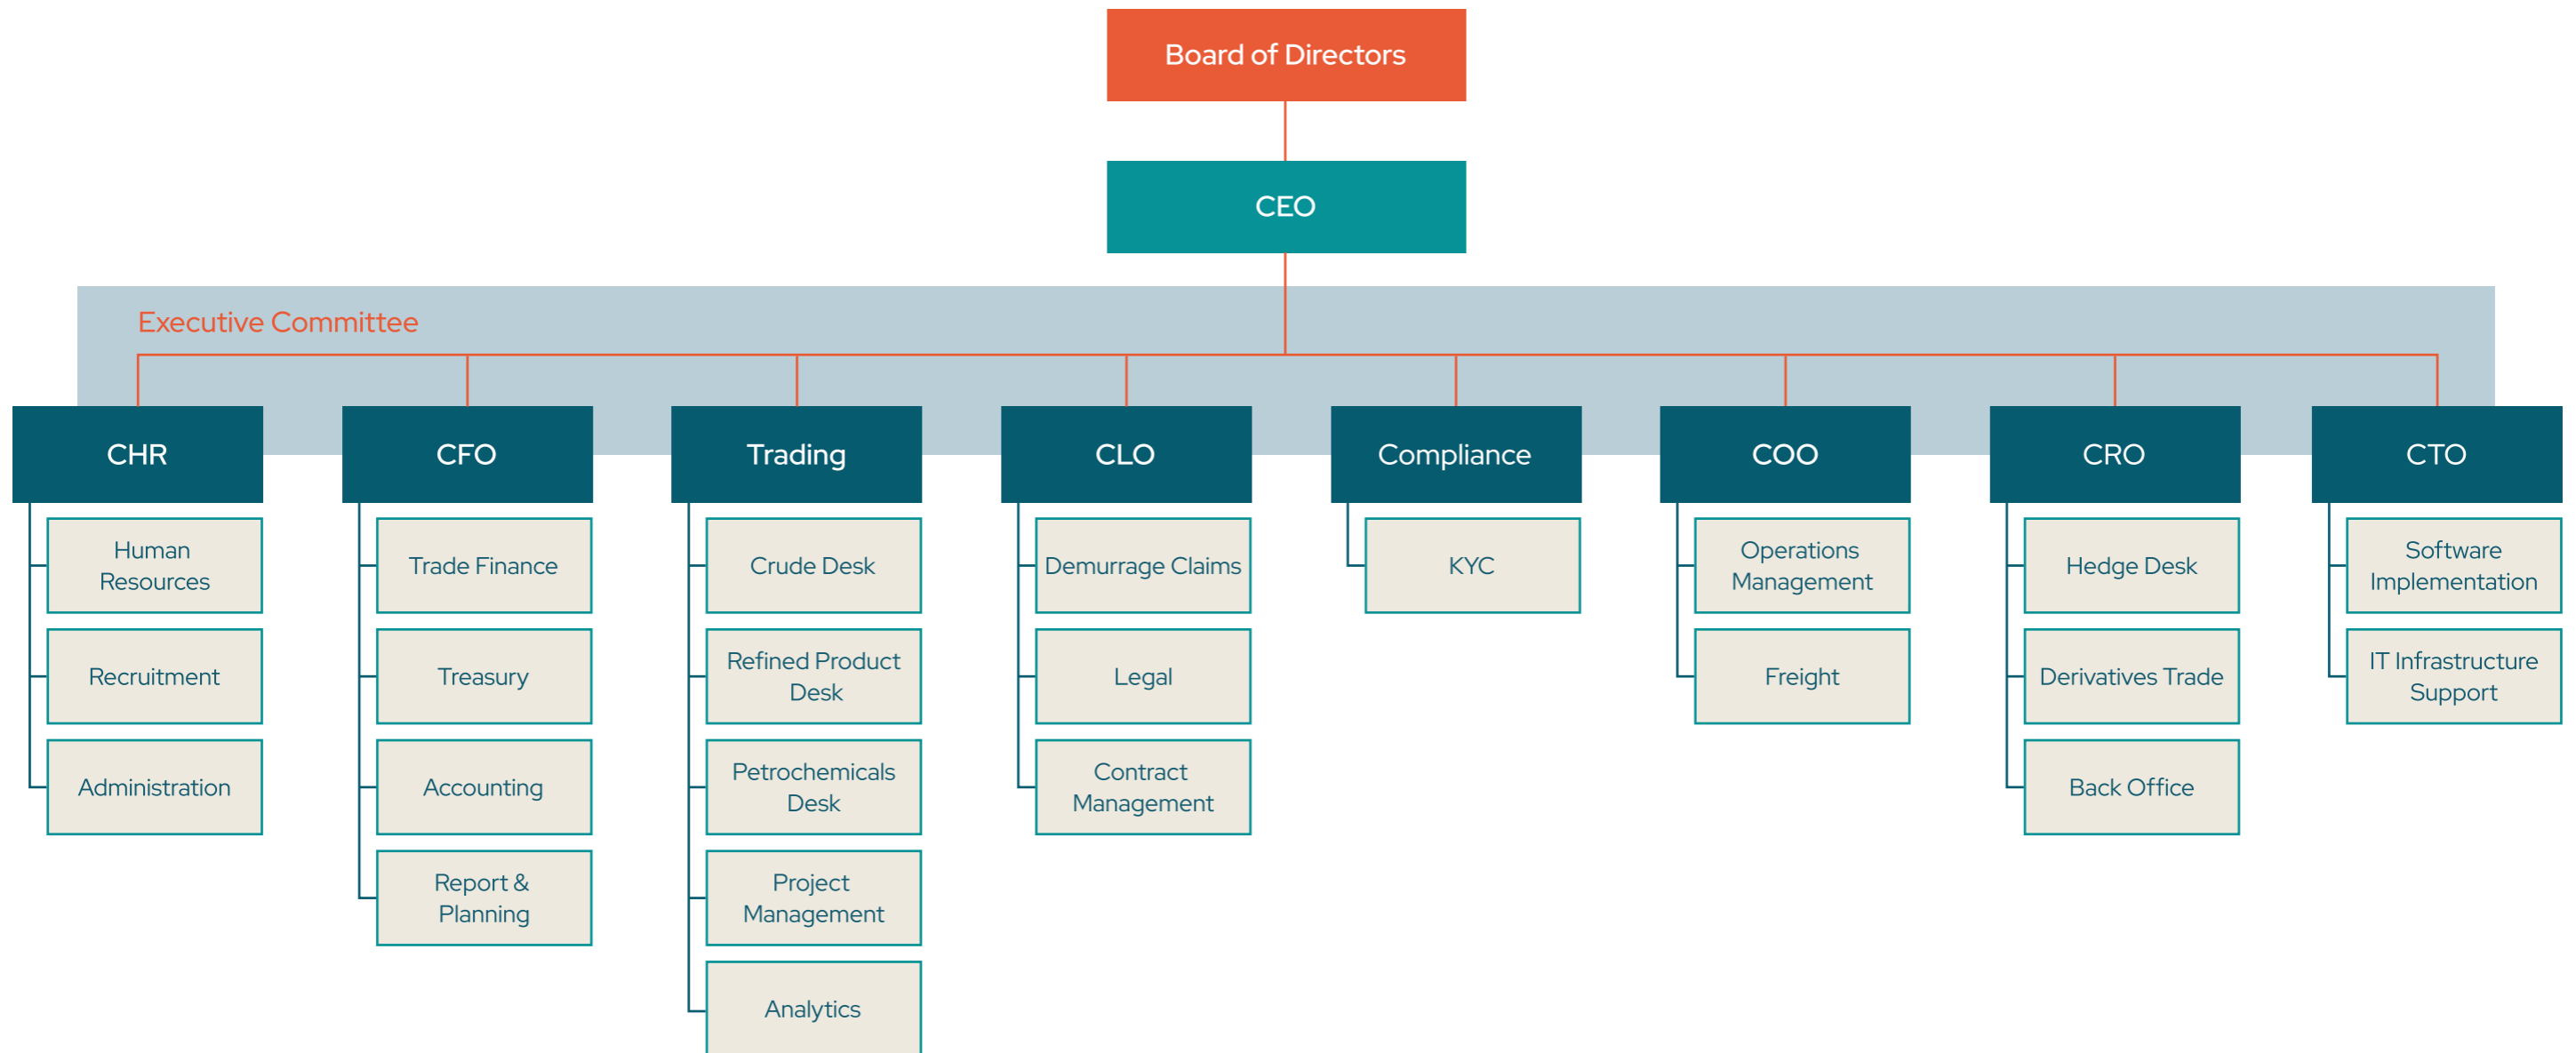 Board of Directors
CEO
Executive Committee
CHR
CFO
Trading
CLO
Compliance
COO
CRO
CTO
Human
Resources
Recruitment
Administration
Trade Finance
Treasury
Accounting
Report &
Planning
Crude Desk
Refined Product
Desk
Petrochemicals
Desk
Project
Management
Analytics
Demurrage Claims
Legal
Contract
Management
KYC
Operations
Management
Freight
Hedge Desk
Derivatives Trade
Back Office
Software
Implementation
IT Infrastructure
Support